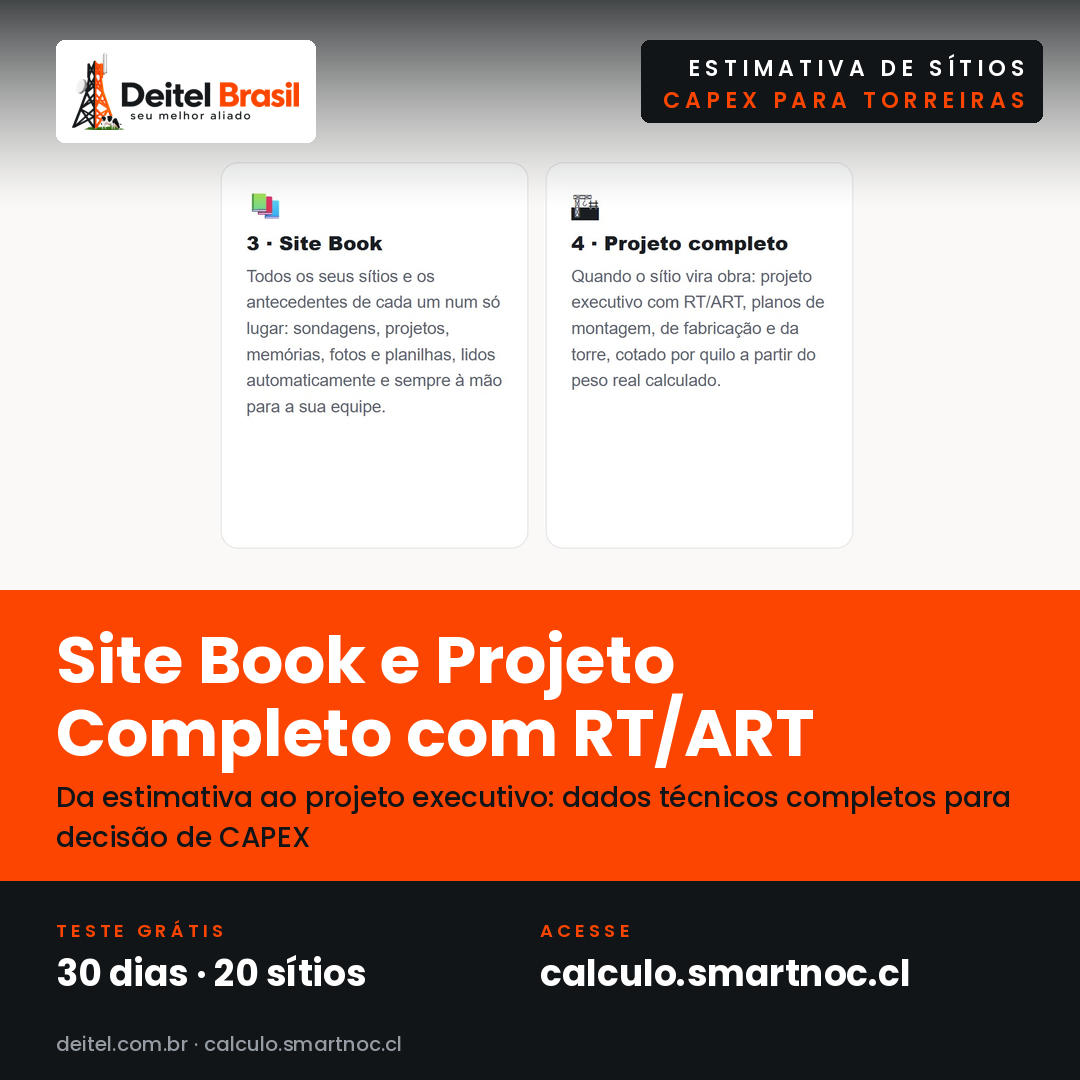 Deitel Brasil
seu melhor aliado
ESTIMATIVA DE SÍTIOS
CAPEX PARA TORREIRAS
3 · Site Book
Todos os seus sítios e os
antecedentes de cada um num só
lugar: sondagens, projetos,
memórias, fotos e planilhas, lidos
automaticamente e sempre à mão
para a sua equipe.
4 · Projeto completo
Quando o sítio vira obra: projeto
executivo com RT/ART, planos de
montagem, de fabricação e da
torre, cotado por quilo a partir do
peso real calculado.
Site Book e Projeto
Completo com RT/ART
Da estimativa ao projeto executivo: dados técnicos completos para
decisão de CAPEX
TESTE GRÁTIS
30 dias · 20 sítios
ACESSE
calculo.smartnoc.cl
deitel.com.br · calculo.smartnoc.cl